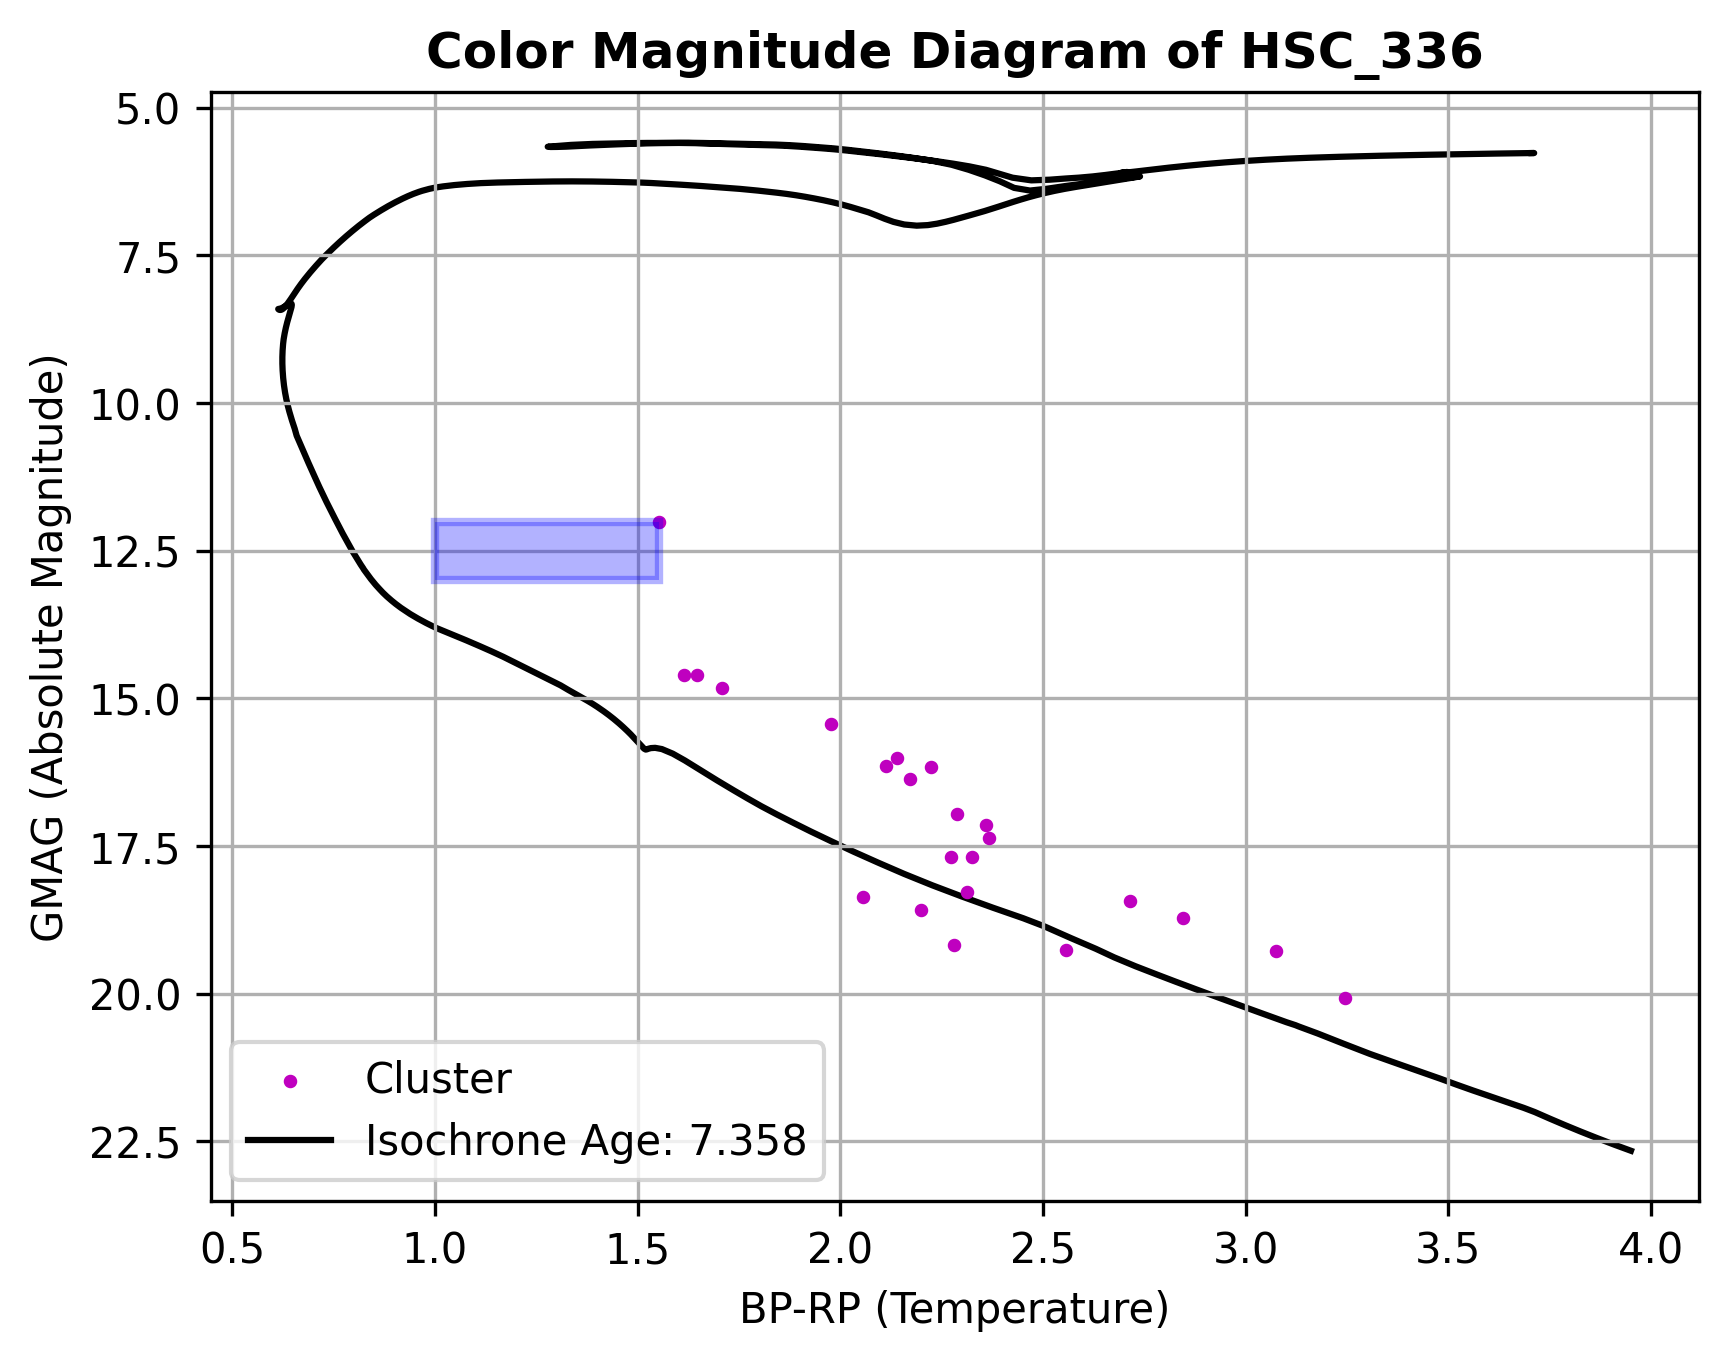 Color Magnitude Diagram of HSC_336
5.0
7.5
10.0
12.5
15.0
17.5
20.0
22.5
GMAG (Absolute Magnitude)
Cluster
Isochrone Age: 7.358
0.5 1.0 1.5 2.0 2.5 3.0 3.5 4.0
BP-RP (Temperature)